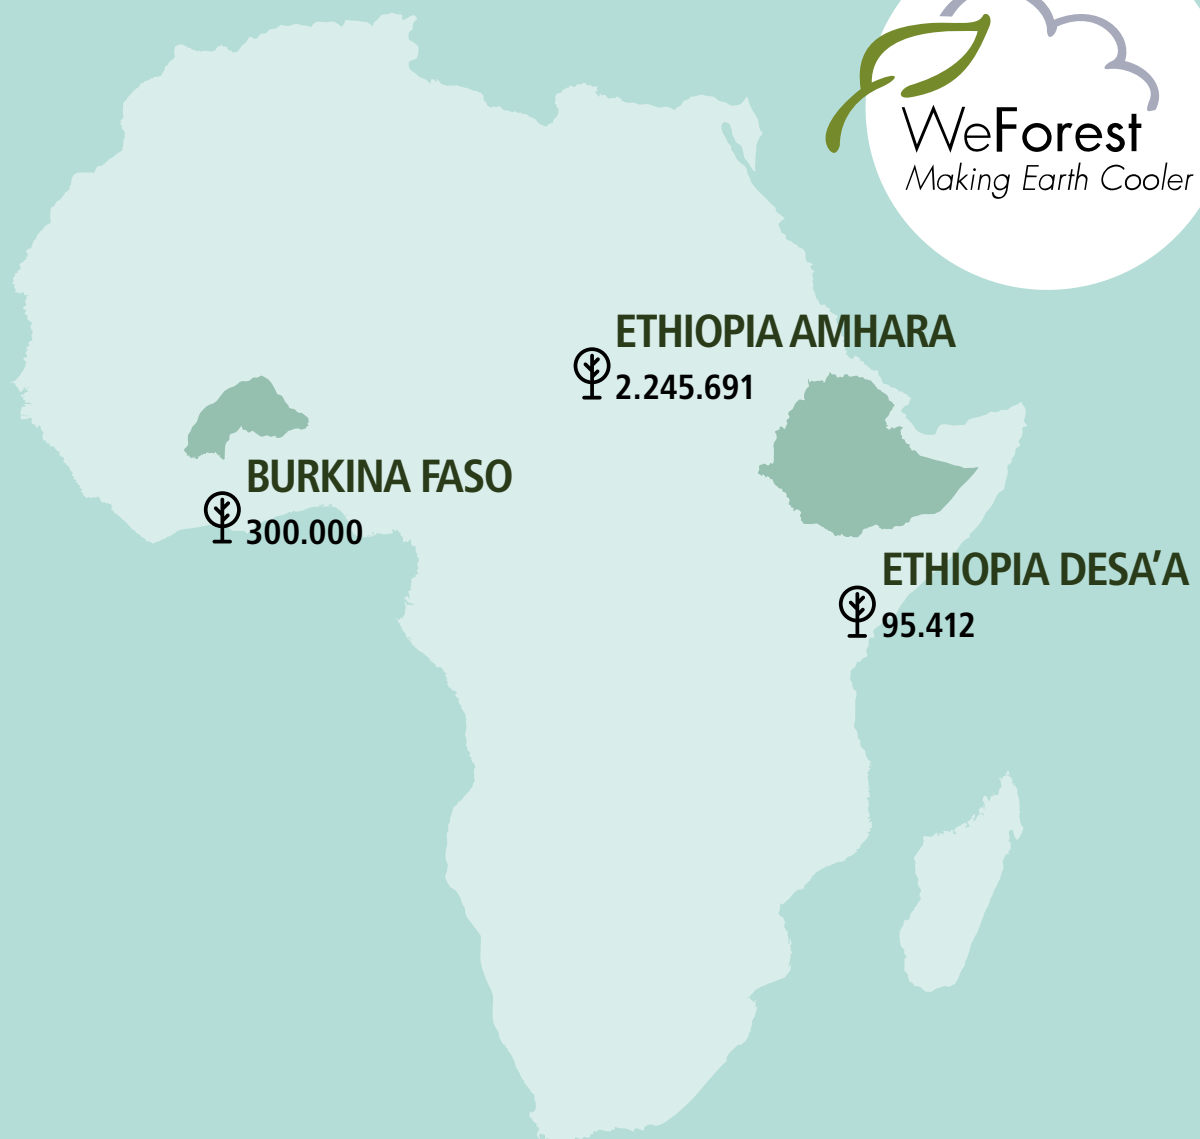 WeForest
Making Earth Cooler
ETHIOPIA AMHARA
2.245.691
BURKINA FASO
300.000
ETHIOPIA DESA’A
95.412